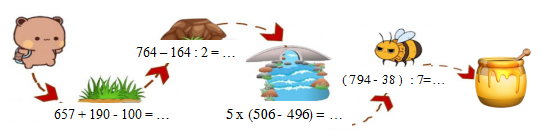 764 – 164 : 2 = …
( 794 - 38 ) : 7=…
657 + 190 - 100 = …
5 x (506 - 496) = …